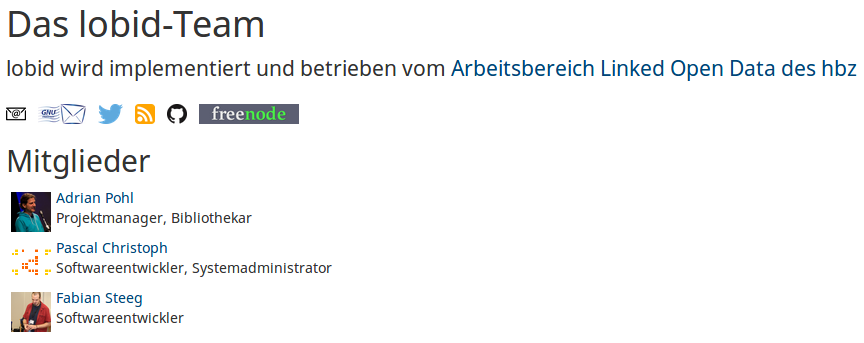 Das lobid-Team
lobid wird implementiert und betrieben vom Arbeitsbereich Linked Open Data des hbz
GNU
freenode
Mitglieder
Adrian Pohl
Projektmanager, Bibliothekar
Pascal Christoph
Softwareentwickler, Systemadministrator
Fabian Steeg
Softwareentwickler